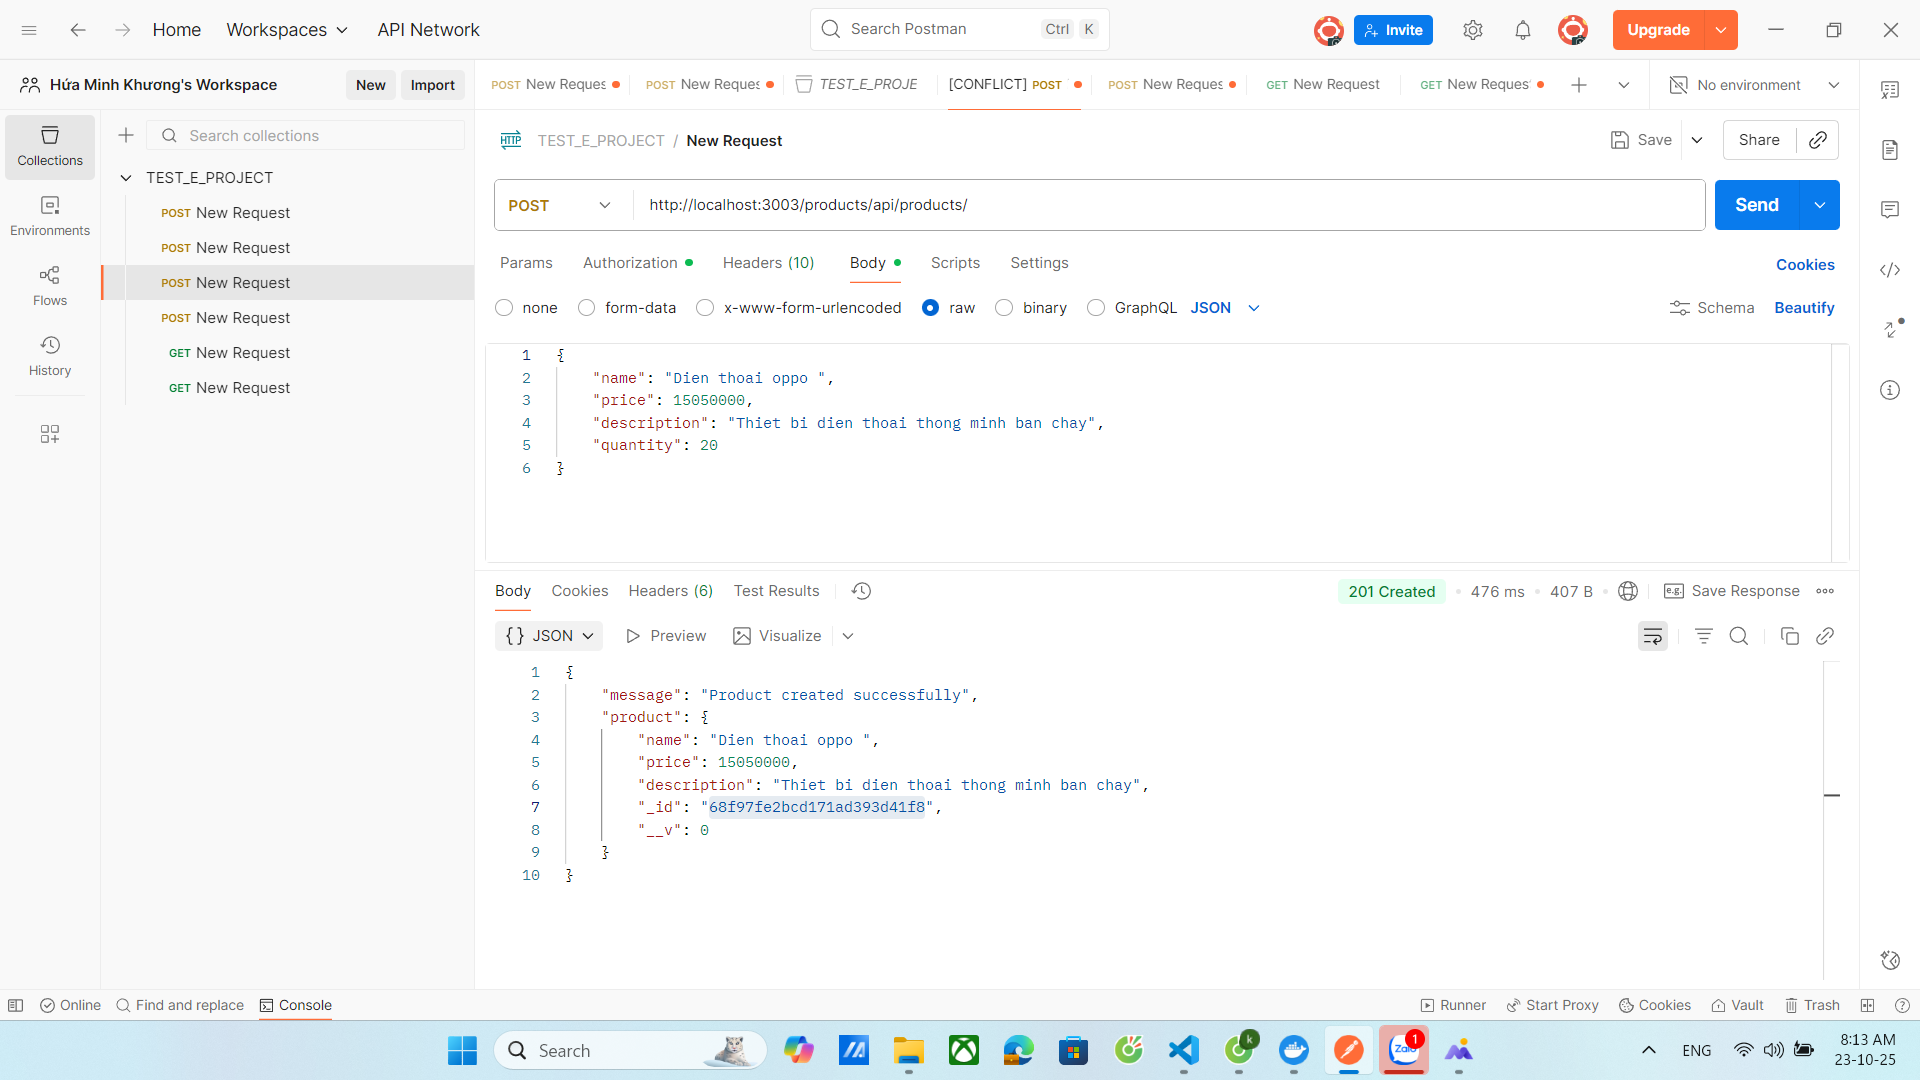 Home Workspaces API Network Search Postman Ctrl K Invite Upgrade
Hứa Minh Khương's Workspace New Import
POST New Reques POST New Reques TEST_E_PROJE [CONFLICT] POST POST New Reques GET New Request GET New Reques No environment
Collections
Environments
Flows
History
Search collections
TEST_E_PROJECT
POST New Request
POST New Request
POST New Request
POST New Request
GET New Request
GET New Request
HTTP TEST_E_PROJECT / New Request Save Share
POST http://localhost:3003/products/api/products/ Send
Params Authorization Headers (10) Body Scripts Settings Cookies
none form-data x-www-form-urlencoded raw binary GraphQL JSON Schema Beautify
1 {
2 "name": "Dien thoai oppo ",
3 "price": 15050000,
4 "description": "Thiet bi dien thoai thong minh ban chay",
5 "quantity": 20
6 }
Body Cookies Headers (6) Test Results 201 Created 476 ms 407 B e.g. Save Response
{} JSON Preview Visualize
1 {
2 "message": "Product created successfully",
3 "product": {
4 "name": "Dien thoai oppo ",
5 "price": 15050000,
6 "description": "Thiet bi dien thoai thong minh ban chay",
7 "_id": "68f97fe2bcd171ad393d41f8",
8 "__v": 0
9 }
10 }
Online Find and replace Console Runner Start Proxy Cookies Vault Trash
Search k Zalo 1 ENG 8:13 AM
23-10-25